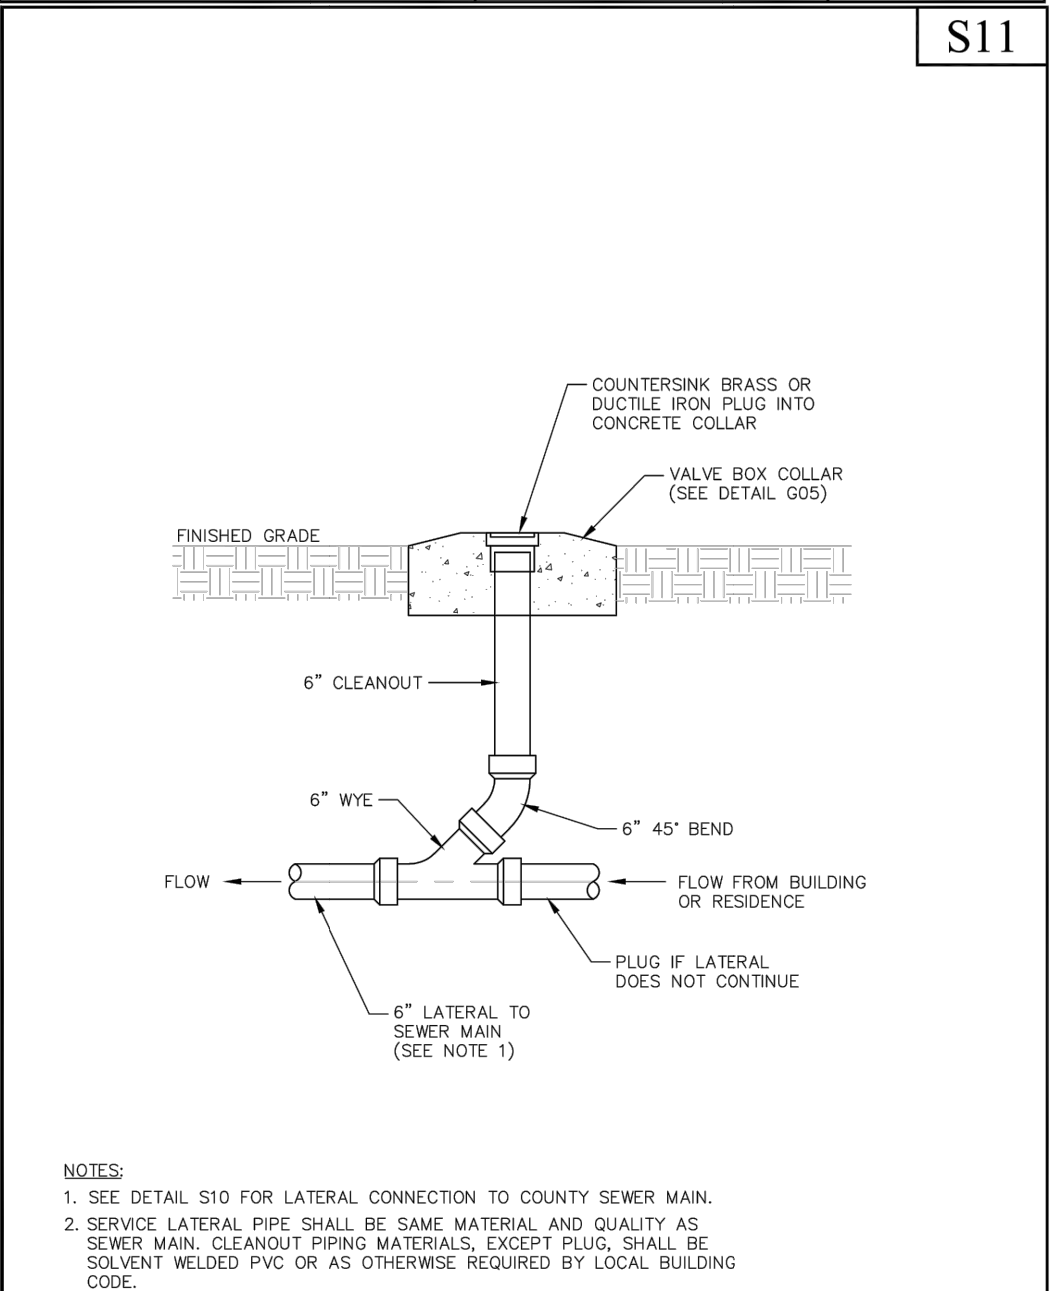 S11
COUNTERSINK BRASS OR
DUCTILE IRON PLUG INTO
CONCRETE COLLAR
VALVE BOX COLLAR
(SEE DETAIL G05)
FINISHED GRADE
6" CLEANOUT
6" WYE
6" 45° BEND
FLOW
FLOW FROM BUILDING
OR RESIDENCE
PLUG IF LATERAL
DOES NOT CONTINUE
6" LATERAL TO
SEWER MAIN
(SEE NOTE 1)
NOTES:
1. SEE DETAIL S10 FOR LATERAL CONNECTION TO COUNTY SEWER MAIN.
2. SERVICE LATERAL PIPE SHALL BE SAME MATERIAL AND QUALITY AS
SEWER MAIN. CLEANOUT PIPING MATERIALS, EXCEPT PLUG, SHALL BE
SOLVENT WELDED PVC OR AS OTHERWISE REQUIRED BY LOCAL BUILDING
CODE.